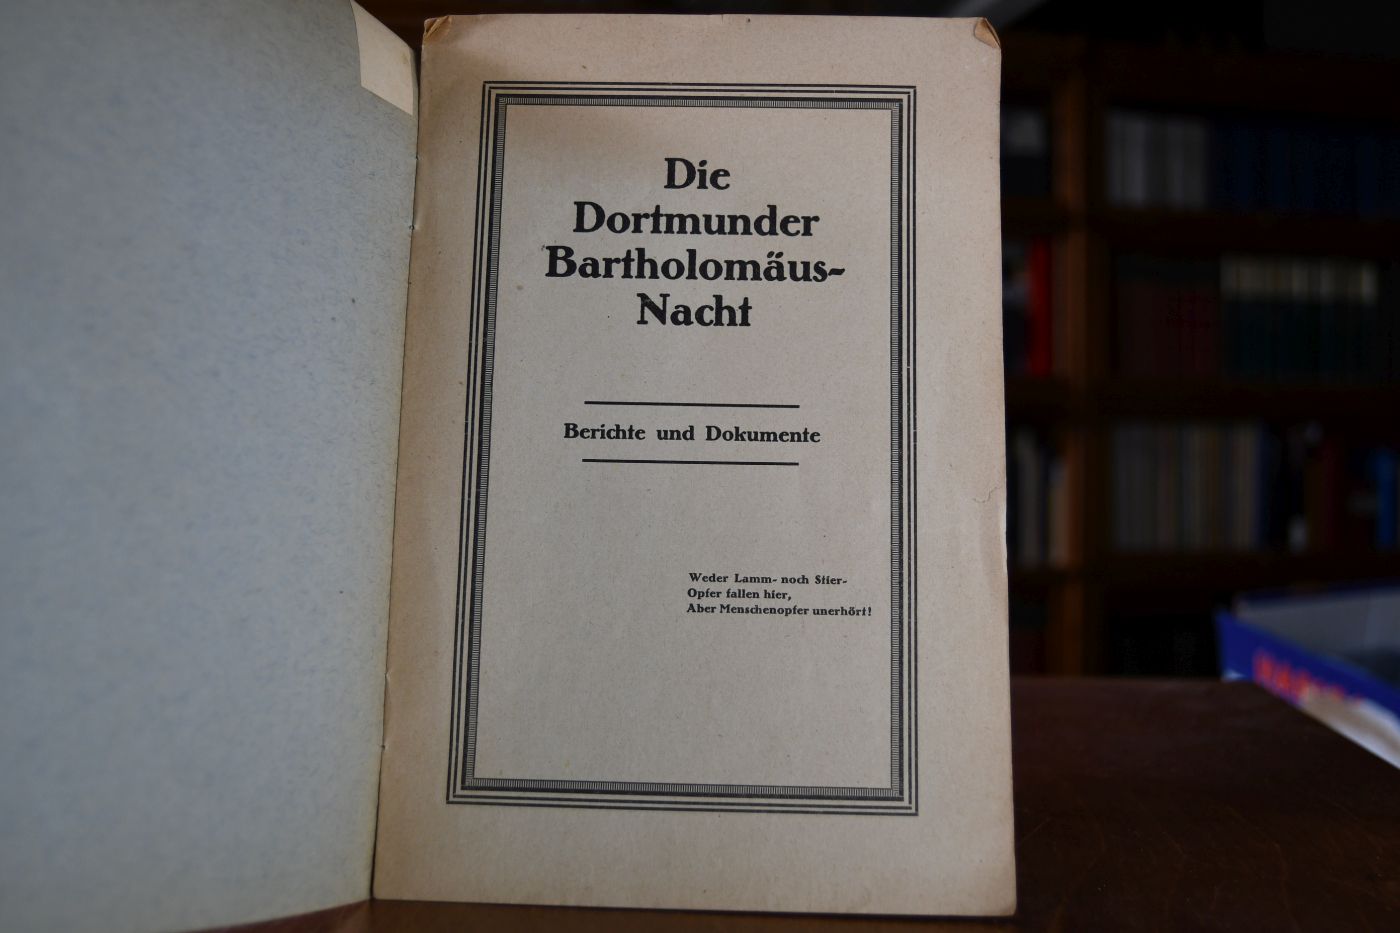 Die
Dortmunder
Bartholomäus-
Nacht
Berichte und Dokumente
Weder Lamm- noch Stier-
Opfer fallen hier,
Aber Menschenopfer unerhört!